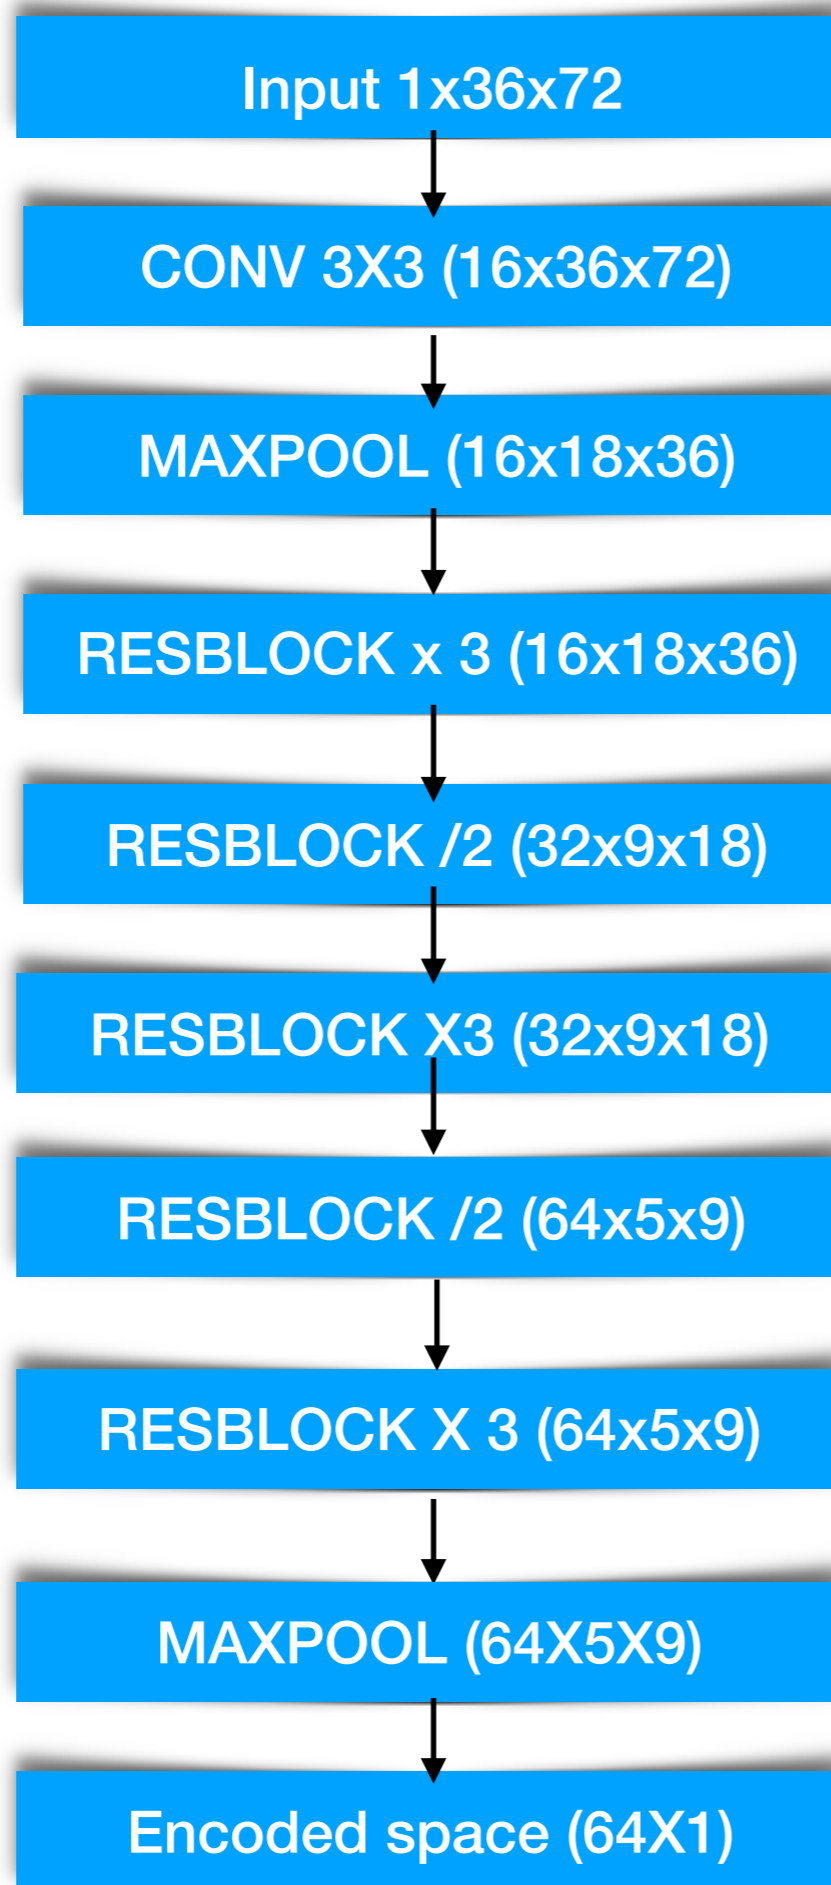 Input 1x36x72
CONV 3X3 (16x36x72)
MAXPOOL (16x18x36)
RESBLOCK x 3 (16x18x36)
RESBLOCK /2 (32x9x18)
RESBLOCK X3 (32x9x18)
RESBLOCK /2 (64x5x9)
RESBLOCK X 3 (64x5x9)
MAXPOOL (64X5X9)
Encoded space (64X1)